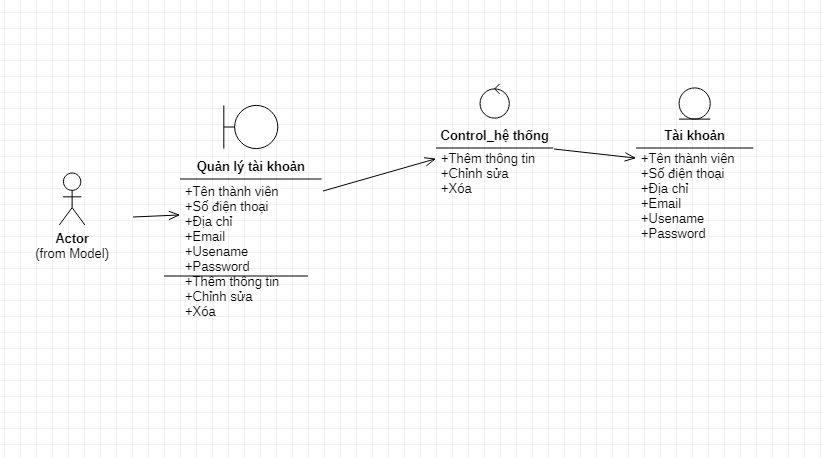 Actor
(from Model)
Quản lý tài khoản
+Tên thành viên
+Số điện thoại
+Địa chỉ
+Email
+Usename
+Password
+Thêm thông tin
+Chỉnh sửa
+Xóa
Control_hệ thống
+Thêm thông tin
+Chỉnh sửa
+Xóa
Tài khoản
+Tên thành viên
+Số điện thoại
+Địa chỉ
+Email
+Usename
+Password